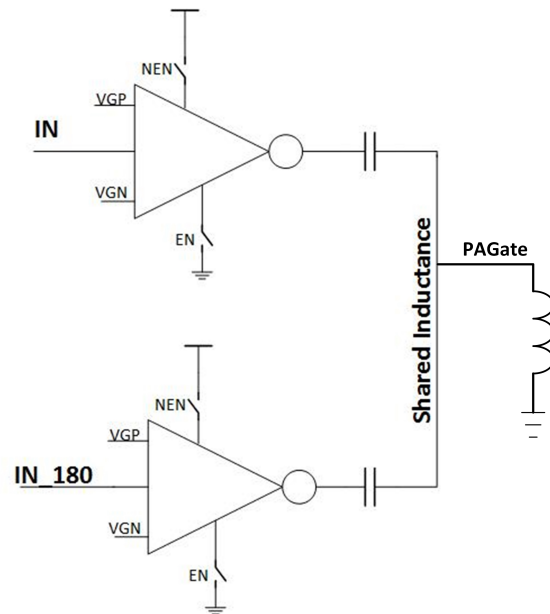 NEN
VGP
IN
VGN
EN
Shared Inductance
PAGate
NEN
VGP
IN_180
VGN
EN